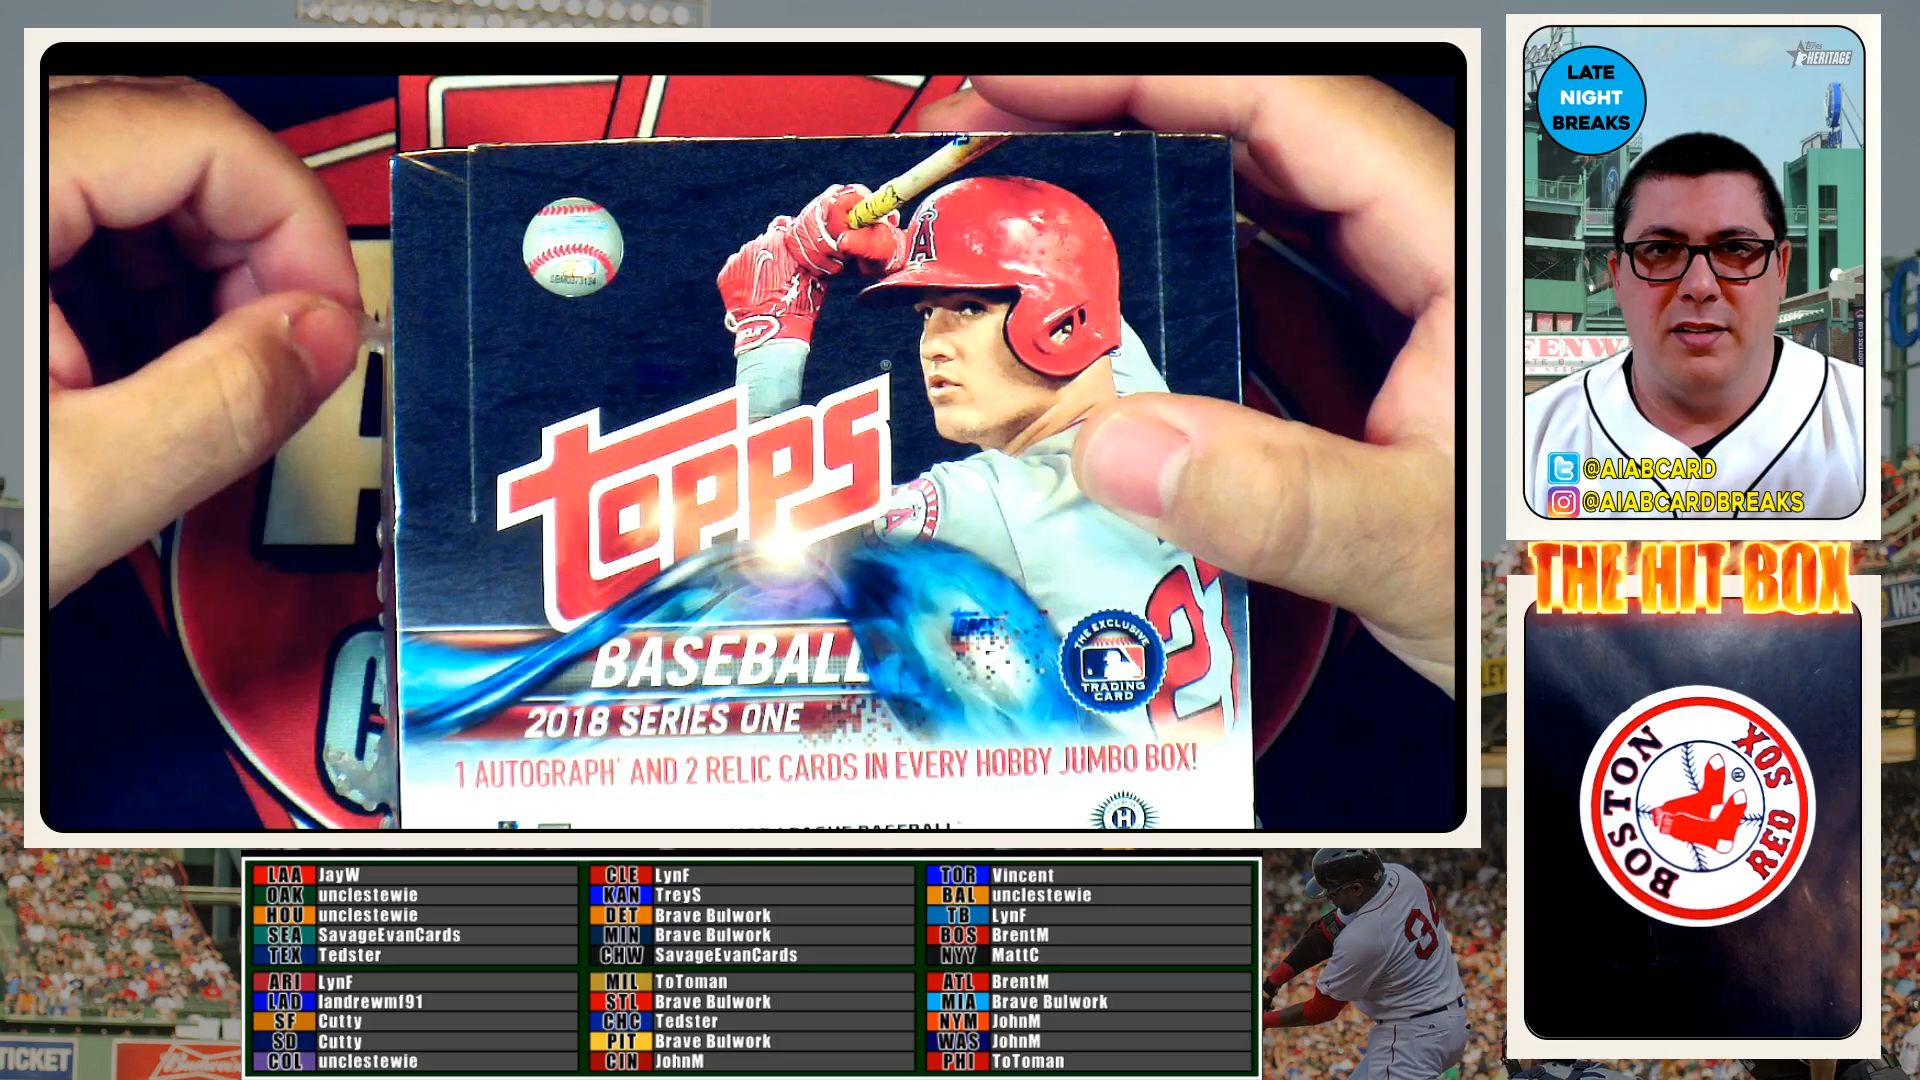 topps
BASEBALL
2018 SERIES ONE
1 AUTOGRAPH* AND 2 RELIC CARDS IN EVERY HOBBY JUMBO BOX!
THE EXCLUSIVE
TRADING
CARD
H
LATE
NIGHT
BREAKS
Topps
HERITAGE
FENW
@AIABCARD
@AIABCARDBREAKS
THE HIT BOX
BOSTON RED SOX
LAA JayW
OAK unclestewie
HOU unclestewie
SEA SavageEvanCards
TEX Tedster
ARI LynF
LAD landrewmf91
SF Cutty
SD Cutty
COL unclestewie
CLE LynF
KAN TreyS
DET Brave Bulwork
MIN Brave Bulwork
CHW SavageEvanCards
MIL ToToman
STL Brave Bulwork
CHC Tedster
PIT Brave Bulwork
CIN JohnM
TOR Vincent
BAL unclestewie
TB LynF
BOS BrentM
NYY MattC
ATL BrentM
MIA Brave Bulwork
NYM JohnM
WAS JohnM
PHI ToToman
34
TICKET